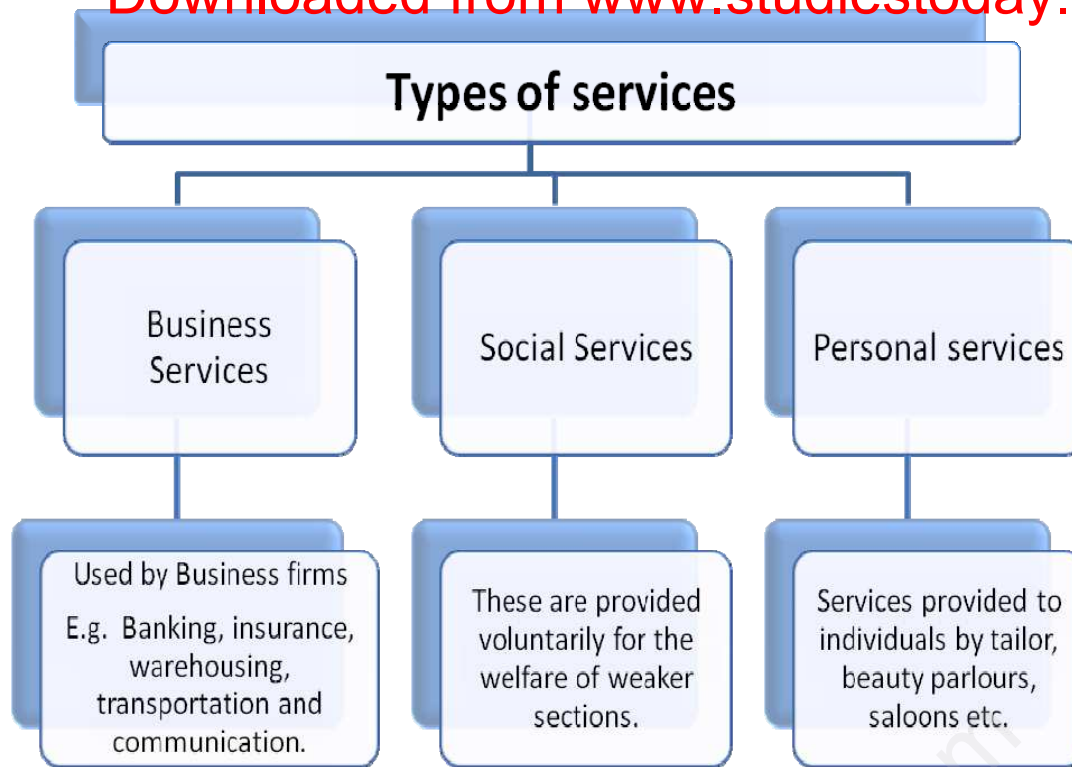 Downloaded from www.studiestoday.
Types of services
Business
Services
Social Services
Personal services
Used by Business firms
E.g. Banking, insurance,
warehousing,
transportation and
communication.
These are provided
voluntarily for the
welfare of weaker
sections.
Services provided to
individuals by tailor,
beauty parlours,
saloons etc.